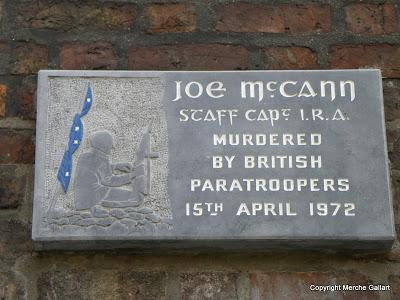 Joe McCann
Staff Capt I.R.A.
MURDERED
BY BRITISH
PARATROOPERS
15TH APRIL 1972
Copyright Merche Gallart